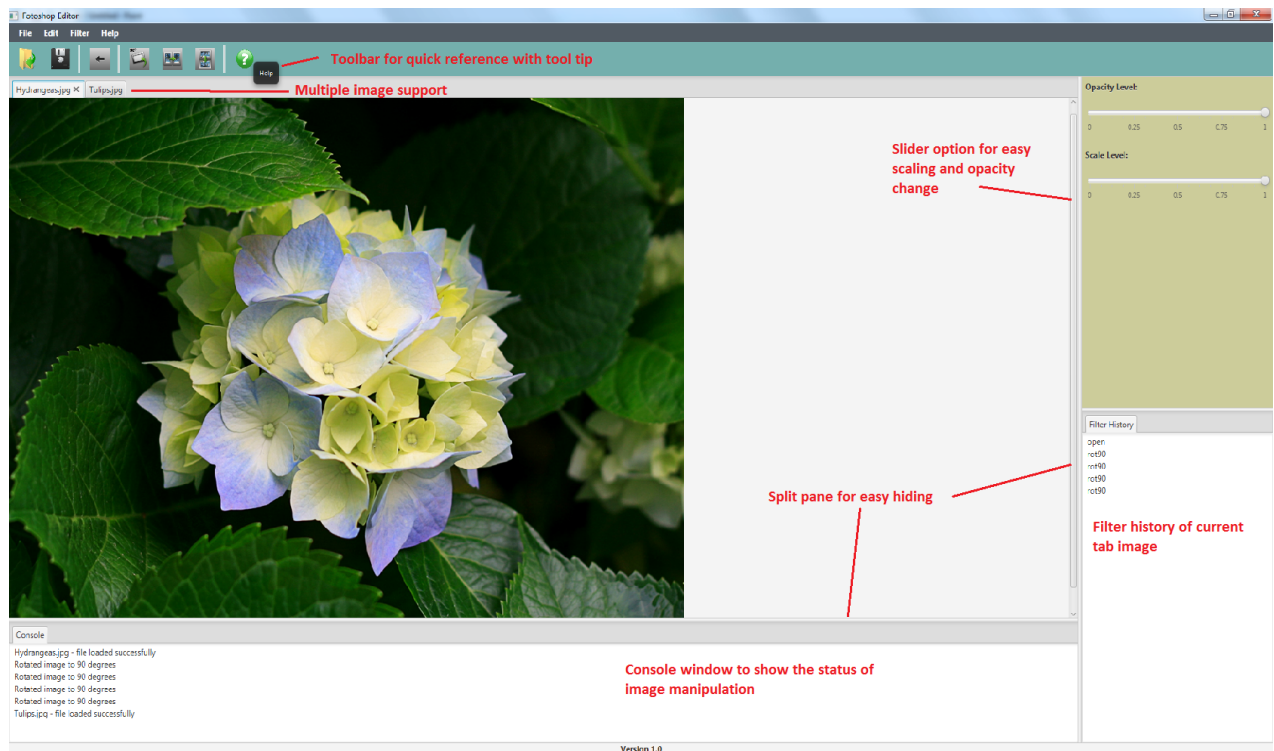 Fotoshop Editor
File Edit Filter Help
Toolbar for quick reference with tool tip
Help
Hydrangeas.jpg Tulips.jpg
Multiple image support
Opacity Level:
0 0.25 0.5 0.75 1
Scale Level:
0 0.25 0.5 0.75 1
Slider option for easy
scaling and opacity
change
Split pane for easy hiding
Filter History
open
rot90
rot90
rot90
rot90
Filter history of current
tab image
Console
Hydrangeas.jpg - file loaded successfully
Rotated image to 90 degrees
Rotated image to 90 degrees
Rotated image to 90 degrees
Rotated image to 90 degrees
Tulips.jpg - file loaded successfully
Console window to show the status of
image manipulation
Version 1.0